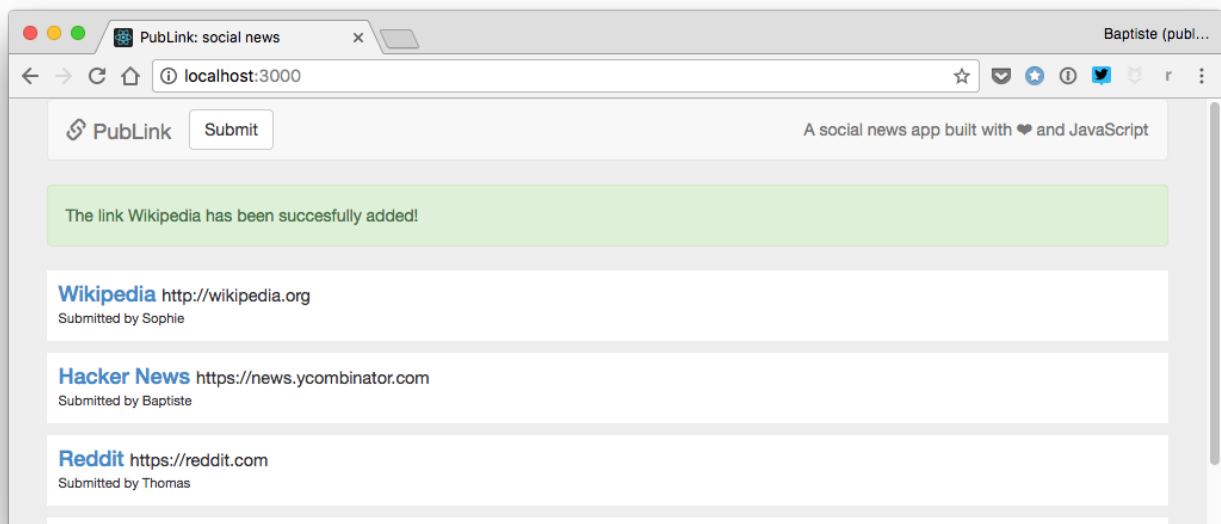 PubLink: social news
Baptiste (publ...
localhost:3000
r
PubLink Submit A social news app built with ❤ and JavaScript
The link Wikipedia has been succesfully added!
Wikipedia http://wikipedia.org
Submitted by Sophie
Hacker News https://news.ycombinator.com
Submitted by Baptiste
Reddit https://reddit.com
Submitted by Thomas